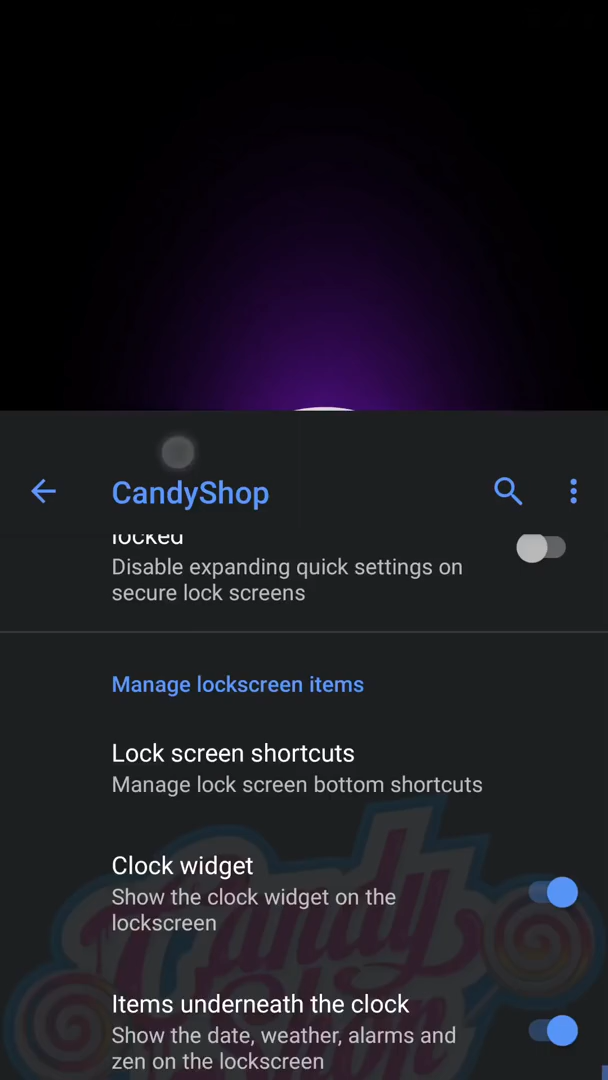 CandyShop
locked
Disable expanding quick settings on
secure lock screens
Manage lockscreen items
Lock screen shortcuts
Manage lock screen bottom shortcuts
Clock widget
Show the clock widget on the
lockscreen
Candy
Items underneath the clock
Show the date, weather, alarms and
zen on the lockscreen